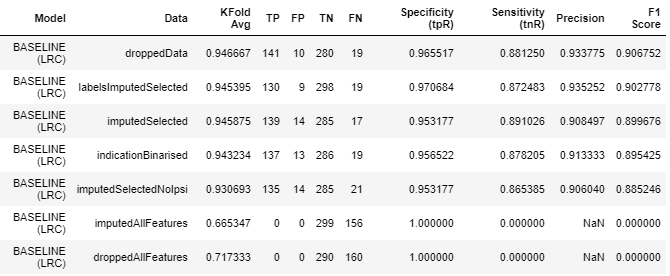 Model Data KFold Avg TP FP TN FN Specificity (tpR) Sensitivity (tnR) Precision F1 Score
BASELINE (LRC) droppedData 0.946667 141 10 280 19 0.965517 0.881250 0.933775 0.906752
BASELINE (LRC) labelsImputedSelected 0.945395 130 9 298 19 0.970684 0.872483 0.935252 0.902778
BASELINE (LRC) imputedSelected 0.945875 139 14 285 17 0.953177 0.891026 0.908497 0.899676
BASELINE (LRC) indicationBinarised 0.943234 137 13 286 19 0.956522 0.878205 0.913333 0.895425
BASELINE (LRC) imputedSelectedNoIpsi 0.930693 135 14 285 21 0.953177 0.865385 0.906040 0.885246
BASELINE (LRC) imputedAllFeatures 0.665347 0 0 299 156 1.000000 0.000000 NaN 0.000000
BASELINE (LRC) droppedAllFeatures 0.717333 0 0 290 160 1.000000 0.000000 NaN 0.000000